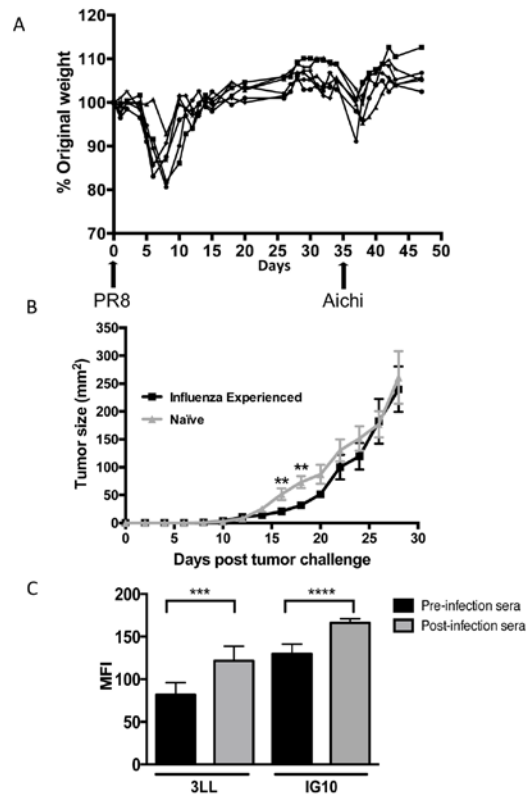 A
120
110
100
90
80
70
% Original weight
0 5 10 15 20 25 30 35 40 45 50
Days
PR8 Aichi
B
350
300
250
200
150
100
50
0
Tumor size (mm²)
Influenza Experienced
Naïve
**
**
0 5 10 15 20 25 30
Days post tumor challenge
C
200
150
100
50
0
MFI
*** ****
Pre-infection sera
Post-infection sera
3LL IG10